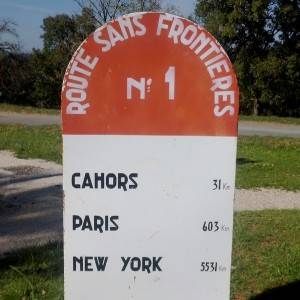 ROUTE SANS FRONTIERES
N° 1
CAHORS 31 Km
PARIS 603 Km
NEW YORK 5531 Km